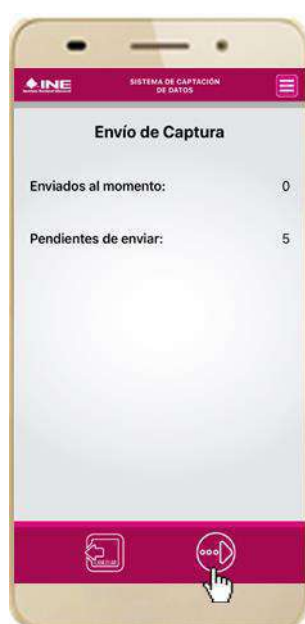 INE
SISTEMA DE CAPTACIÓN
DE DATOS
Envío de Captura
Enviados al momento: 0
Pendientes de enviar: 5